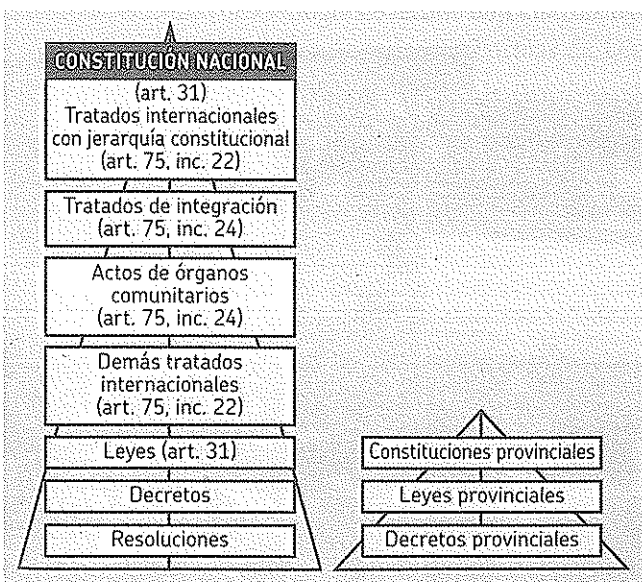 CONSTITUCIÓN NACIONAL
(art. 31)
Tratados internacionales
con jerarquía constitucional
(art. 75, inc. 22)
Tratados de integración
(art. 75, inc. 24)
Actos de órganos
comunitarios
(art. 75, inc. 24)
Demás tratados
internacionales
(art. 75, inc. 22)
Leyes (art. 31)
Decretos
Resoluciones
Constituciones provinciales
Leyes provinciales
Decretos provinciales